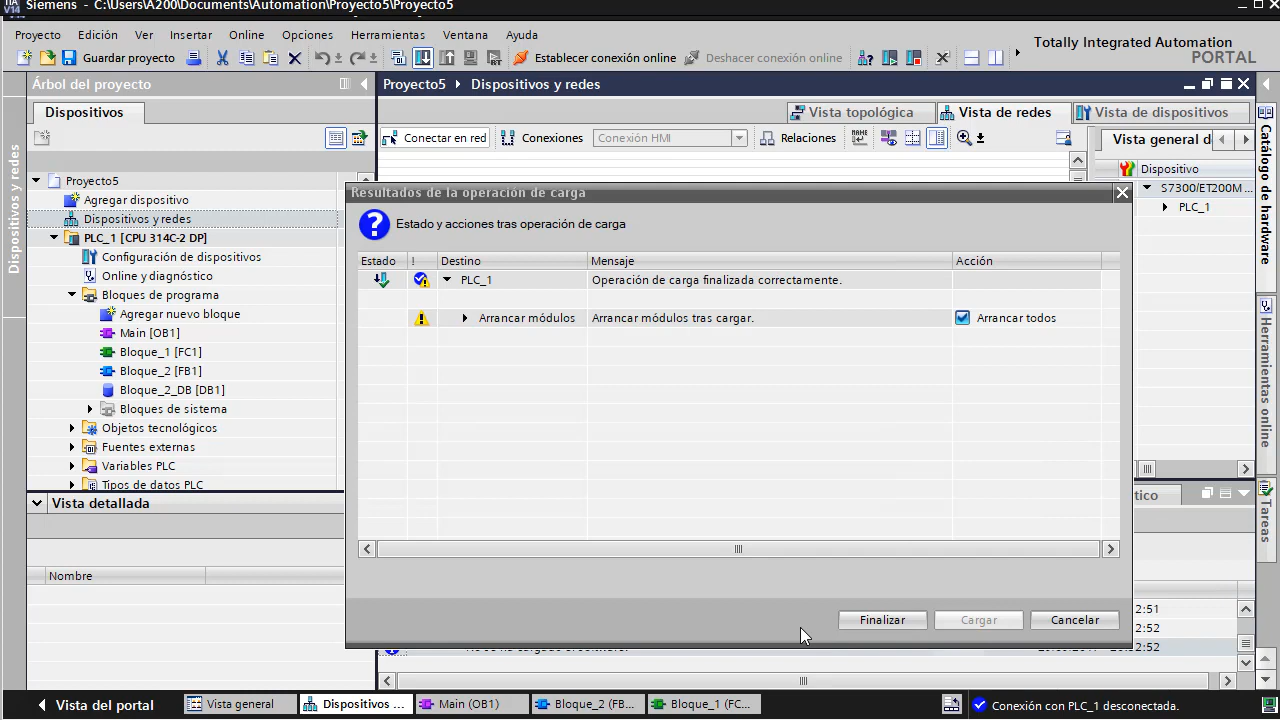 Siemens - C:\Users\A200\Documents\Automation\Proyecto5\Proyecto5
V14
Proyecto Edición Ver Insertar Online Opciones Herramientas Ventana Ayuda
Totally Integrated Automation
PORTAL
Guardar proyecto
Establecer conexión online
Deshacer conexión online
Árbol del proyecto
Proyecto5 Dispositivos y redes
Dispositivos
Vista topológica
Vista de redes
Vista de dispositivos
Conectar en red
Conexiones
Conexión HMI
Relaciones
Vista general d
Dispositivo
S7300/ET200M ...
PLC_1
Dispositivos y redes
Proyecto5
Agregar dispositivo
Dispositivos y redes
PLC_1 [CPU 314C-2 DP]
Configuración de dispositivos
Online y diagnóstico
Bloques de programa
Agregar nuevo bloque
Main [OB1]
Bloque_1 [FC1]
Bloque_2 [FB1]
Bloque_2_DB [DB1]
Bloques de sistema
Objetos tecnológicos
Fuentes externas
Variables PLC
Tipos de datos PLC
Vista detallada
Nombre
Resultados de la operación de carga
Estado y acciones tras operación de carga
Estado ! Destino Mensaje Acción
PLC_1 Operación de carga finalizada correctamente.
Arrancar módulos Arrancar módulos tras cargar. Arrancar todos
Finalizar Cargar Cancelar
Catálogo de hardware
Herramientas online
Tareas
tico
2:51
2:52
2:52
Vista del portal
Vista general
Dispositivos ...
Main (OB1)
Bloque_2 (FB...
Bloque_1 (FC...
Conexión con PLC_1 desconectada.